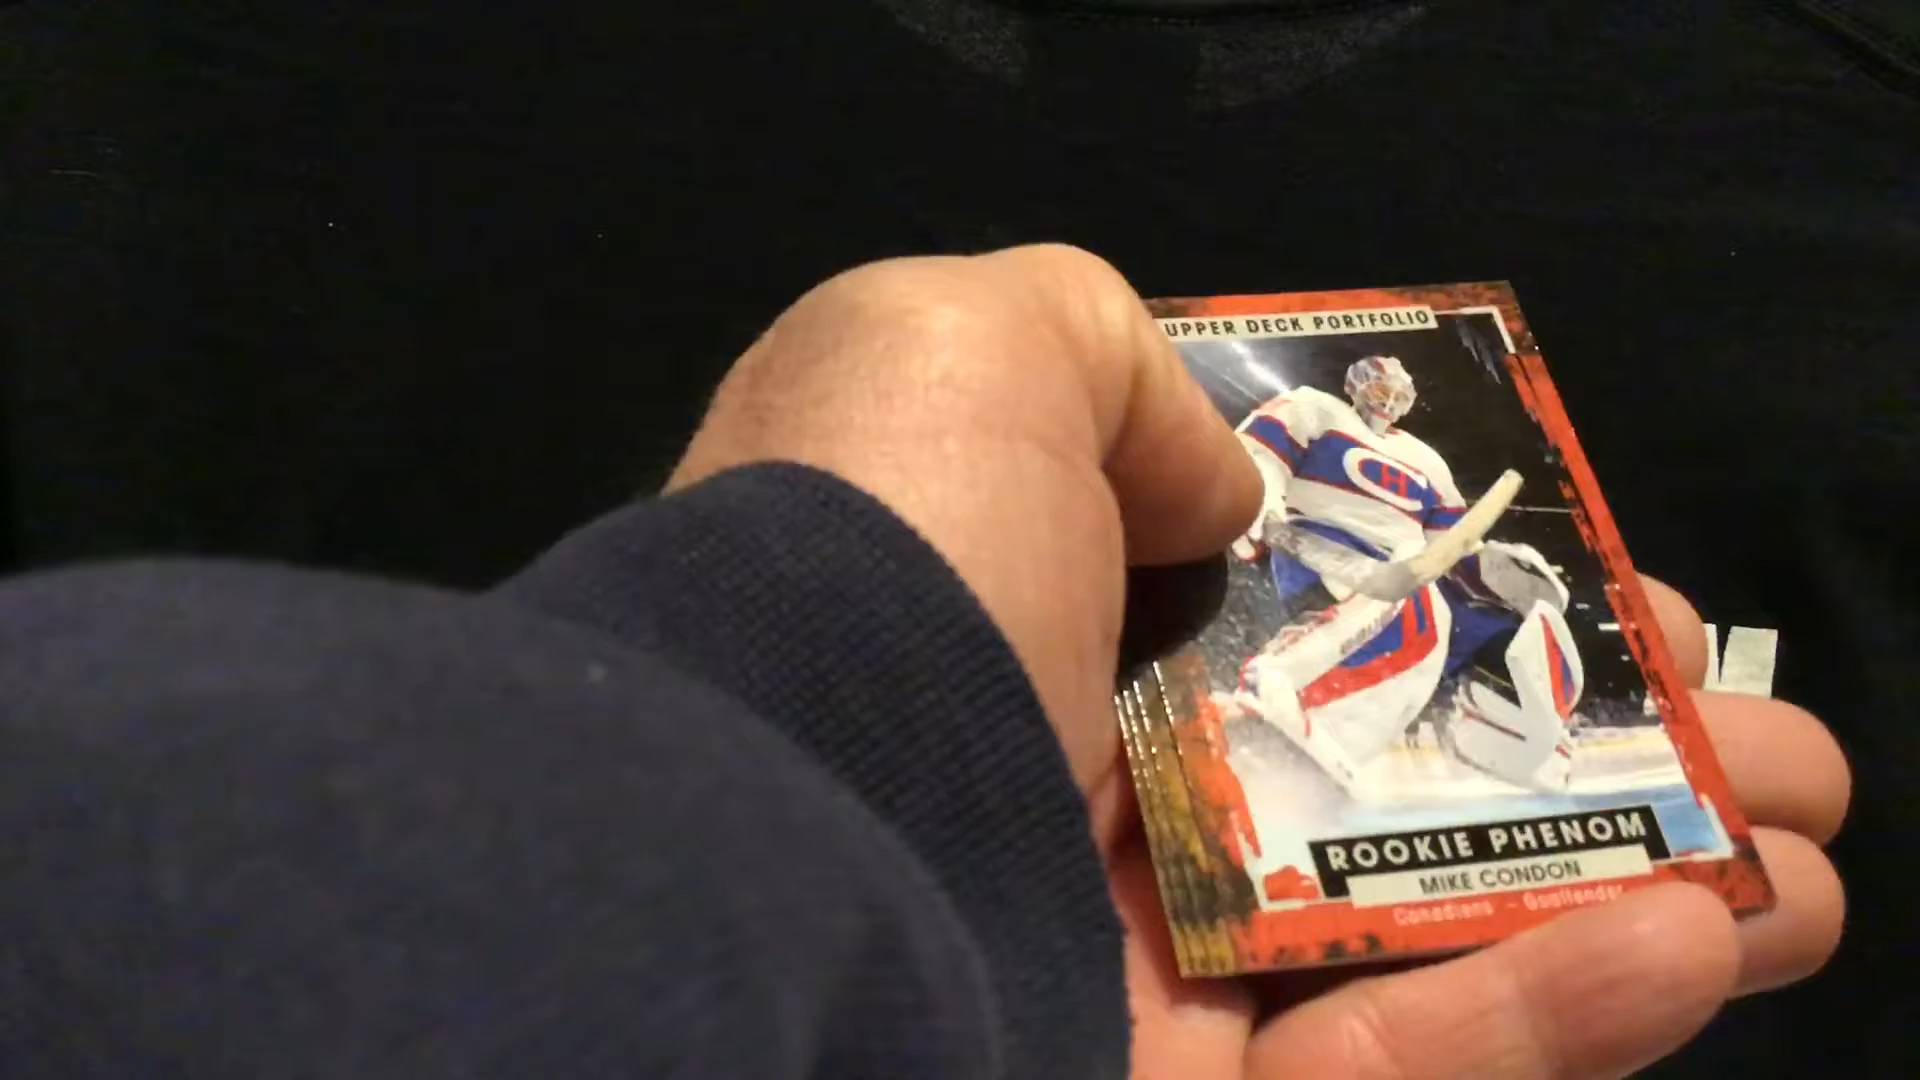 UPPER DECK PORTFOLIO
ROOKIE PHENOM
MIKE CONDON
Canadiens - Goaltender